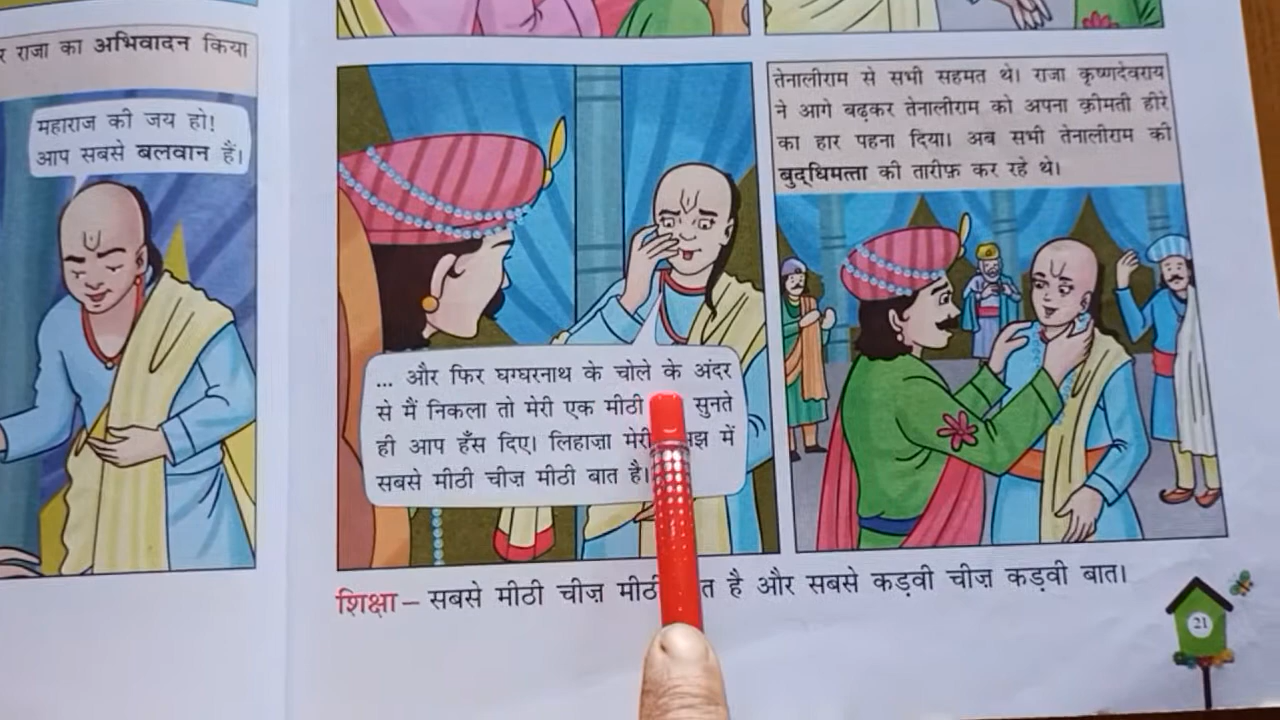 र राजा का अभिवादन किया
महाराज की जय हो!
आप सबसे बलवान हैं।
... और फिर घग्घरनाथ के चोले के अंदर
से मैं निकला तो मेरी एक मीठी सुनते
ही आप हँस दिए। लिहाज़ा मेरी झ में
सबसे मीठी चीज़ मीठी बात है।
तेनालीराम से सभी सहमत थे। राजा कृष्णदेवराय
ने आगे बढ़कर तेनालीराम को अपना क़ीमती हीरे
का हार पहना दिया। अब सभी तेनालीराम की
बुद्धिमत्ता की तारीफ़ कर रहे थे।
शिक्षा – सबसे मीठी चीज़ मीठी त है और सबसे कड़वी चीज़ कड़वी बात।
21